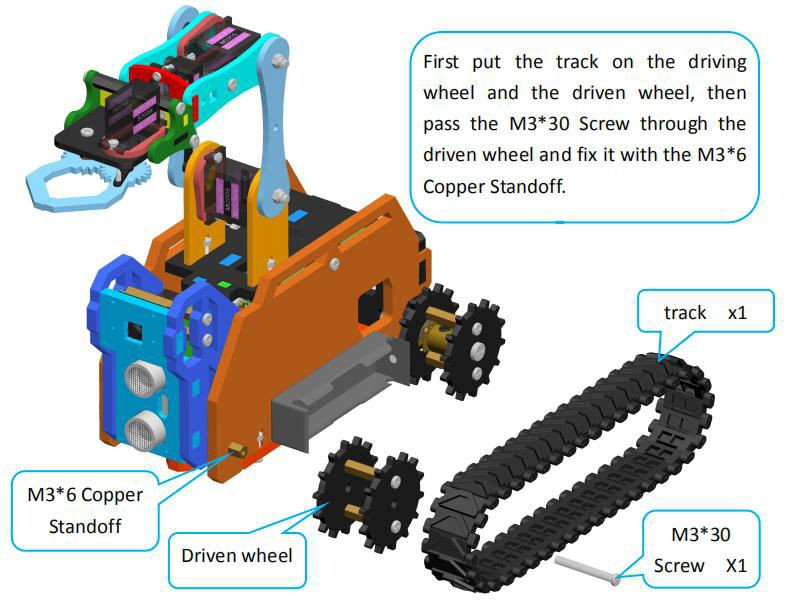 First put the track on the driving
wheel and the driven wheel, then
pass the M3*30 Screw through the
driven wheel and fix it with the M3*6
Copper Standoff.
track x1
M3*6 Copper
Standoff
Driven wheel
M3*30
Screw X1